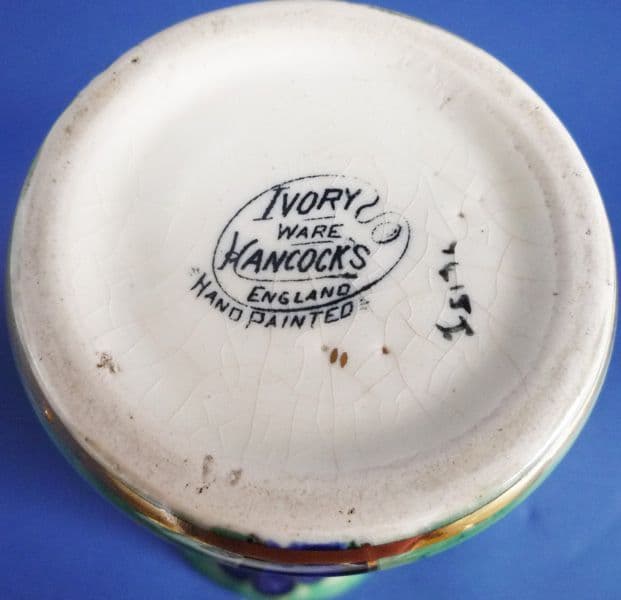 IVORY
WARE
HANCOCK'S
ENGLAND
HAND PAINTED